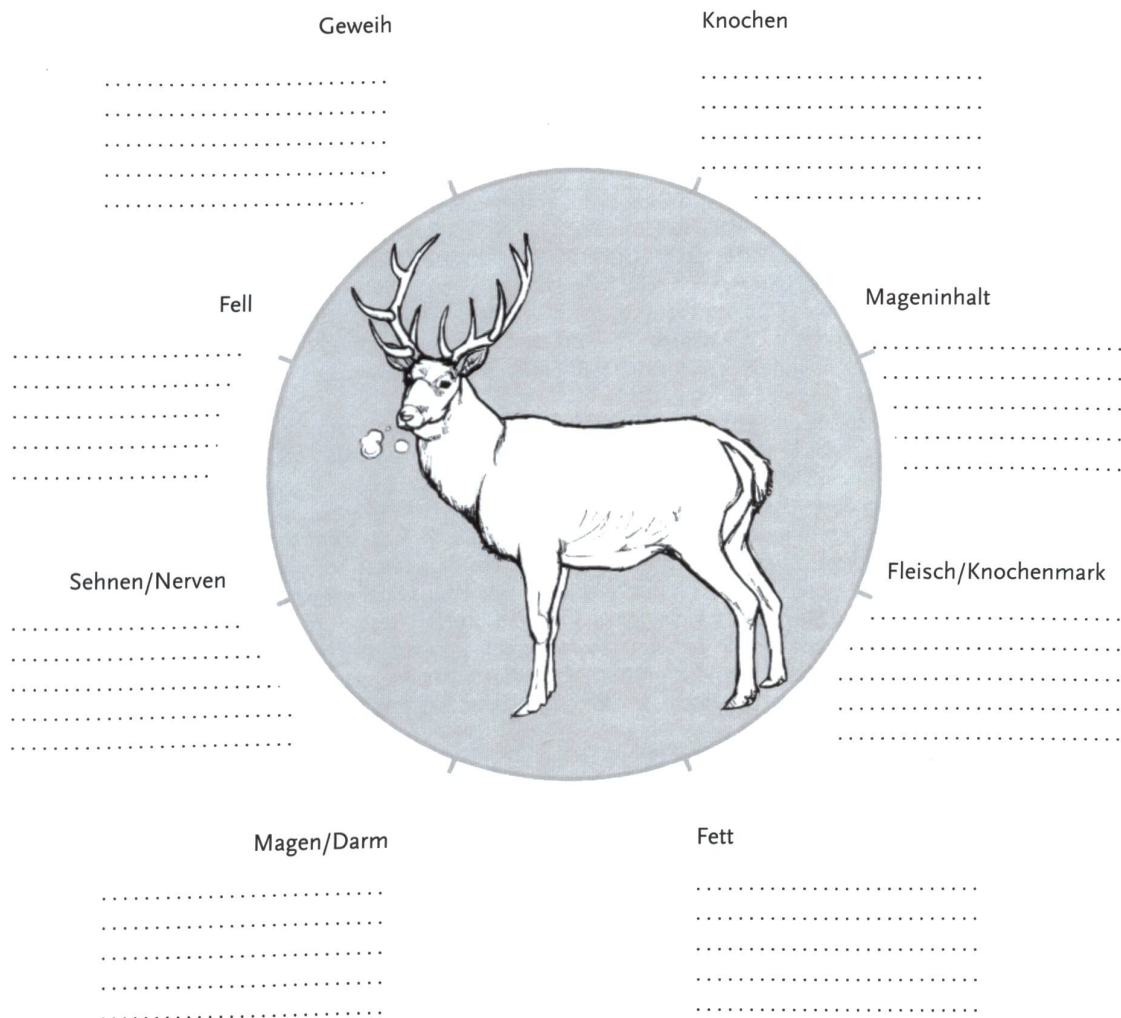 Geweih
Knochen
Fell
Mageninhalt
Sehnen/Nerven
Fleisch/Knochenmark
Magen/Darm
Fett